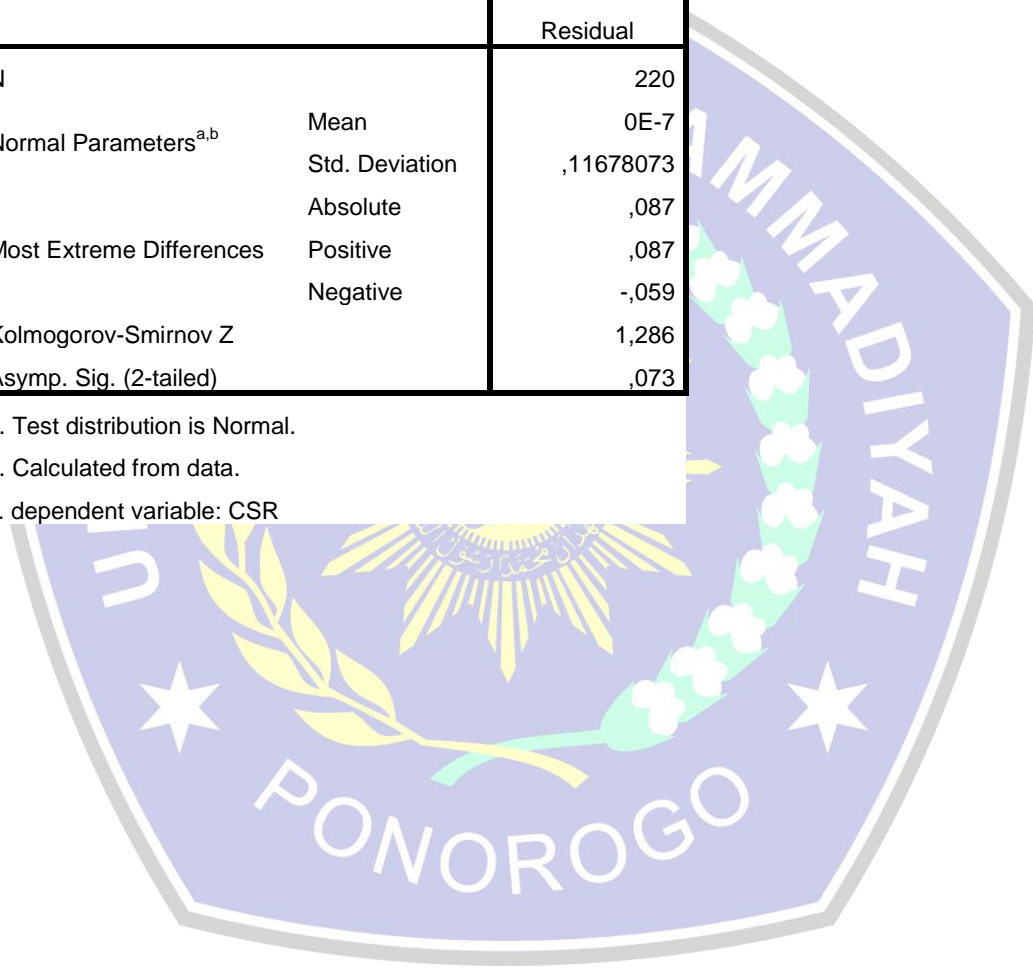 Residual
N 220
Normal Parameters a,b Mean 0E-7
Std. Deviation ,11678073
Most Extreme Differences Absolute ,087
Positive ,087
Negative -,059
Kolmogorov-Smirnov Z 1,286
Asymp. Sig. (2-tailed) ,073
. Test distribution is Normal.
. Calculated from data.
. dependent variable: CSR
AMMADIYAH
PONOROGO